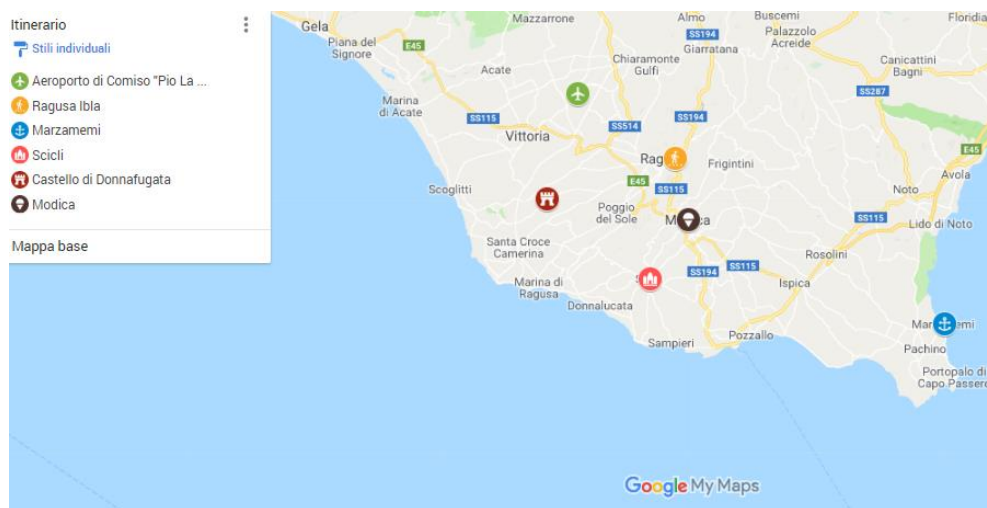 Itinerario
Stili individuali
Aeroporto di Comiso "Pio La ...
Ragusa Ibla
Marzamemi
Scicli
Castello di Donnafugata
Modica
Mappa base
Gela
Mazzarrone
Almo
Buscemi
Floridia
Piana del
Signore
E45
SS194
Palazzolo
Acreide
Giarratana
Chiaramonte
Gulfi
Canicattini
Bagni
Acate
SS287
Marina
di Acate
SS115
SS514
SS194
Vittoria
E45
Frigintini
Avola
Scoglitti
E45
SS115
Noto
Poggio
del Sole
SS115
Lido di Noto
Santa Croce
Camerina
Rosolini
SS194
SS115
Marina di
Ragusa
Ispica
Donnalucata
Sampieri
Pozzallo
Pachino
Portopalo di
Capo Passero
Google My Maps